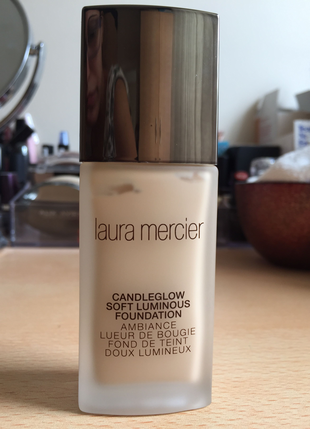 laura mercier
CANDLEGLOW
SOFT LUMINOUS
FOUNDATION
AMBIANCE
LUEUR DE BOUGIE
FOND DE TEINT
DOUX LUMINEUX